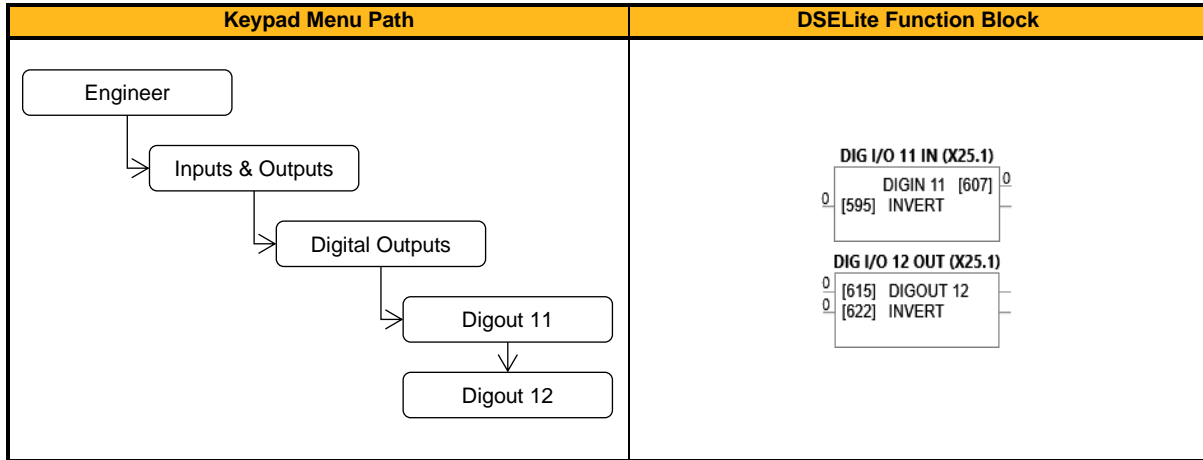 Keypad Menu Path
DSELite Function Block
Engineer
Inputs & Outputs
Digital Outputs
Digout 11
Digout 12
DIG I/O 11 IN (X25.1)
DIGIN 11 [607] 0
0 [595] INVERT
DIG I/O 12 OUT (X25.1)
0 [615] DIGOUT 12
0 [622] INVERT